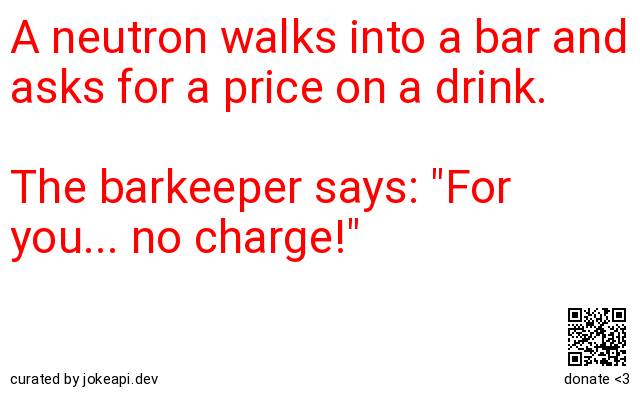 A neutron walks into a bar and
asks for a price on a drink.
The barkeeper says: "For
you... no charge!"
curated by jokeapi.dev
donate <3